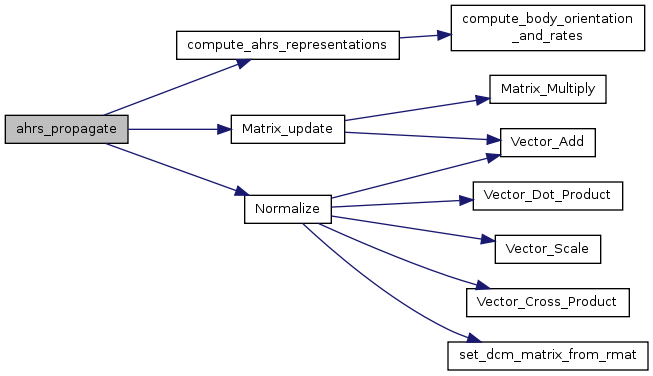 compute_body_orientation
_and_rates
compute_ahrs_representations
Matrix_Multiply
ahrs_propagate
Matrix_update
Vector_Add
Vector_Dot_Product
Normalize
Vector_Scale
Vector_Cross_Product
set_dcm_matrix_from_rmat